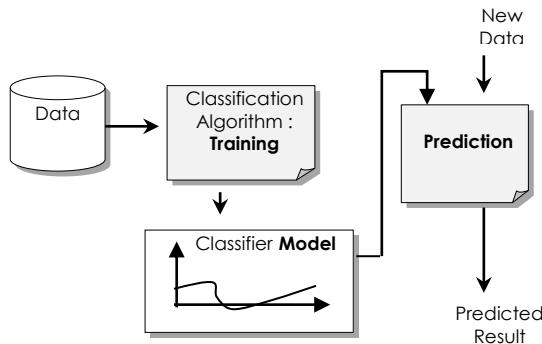 Data
Classification
Algorithm :
Training
Classifier Model
New
Data
Prediction
Predicted
Result